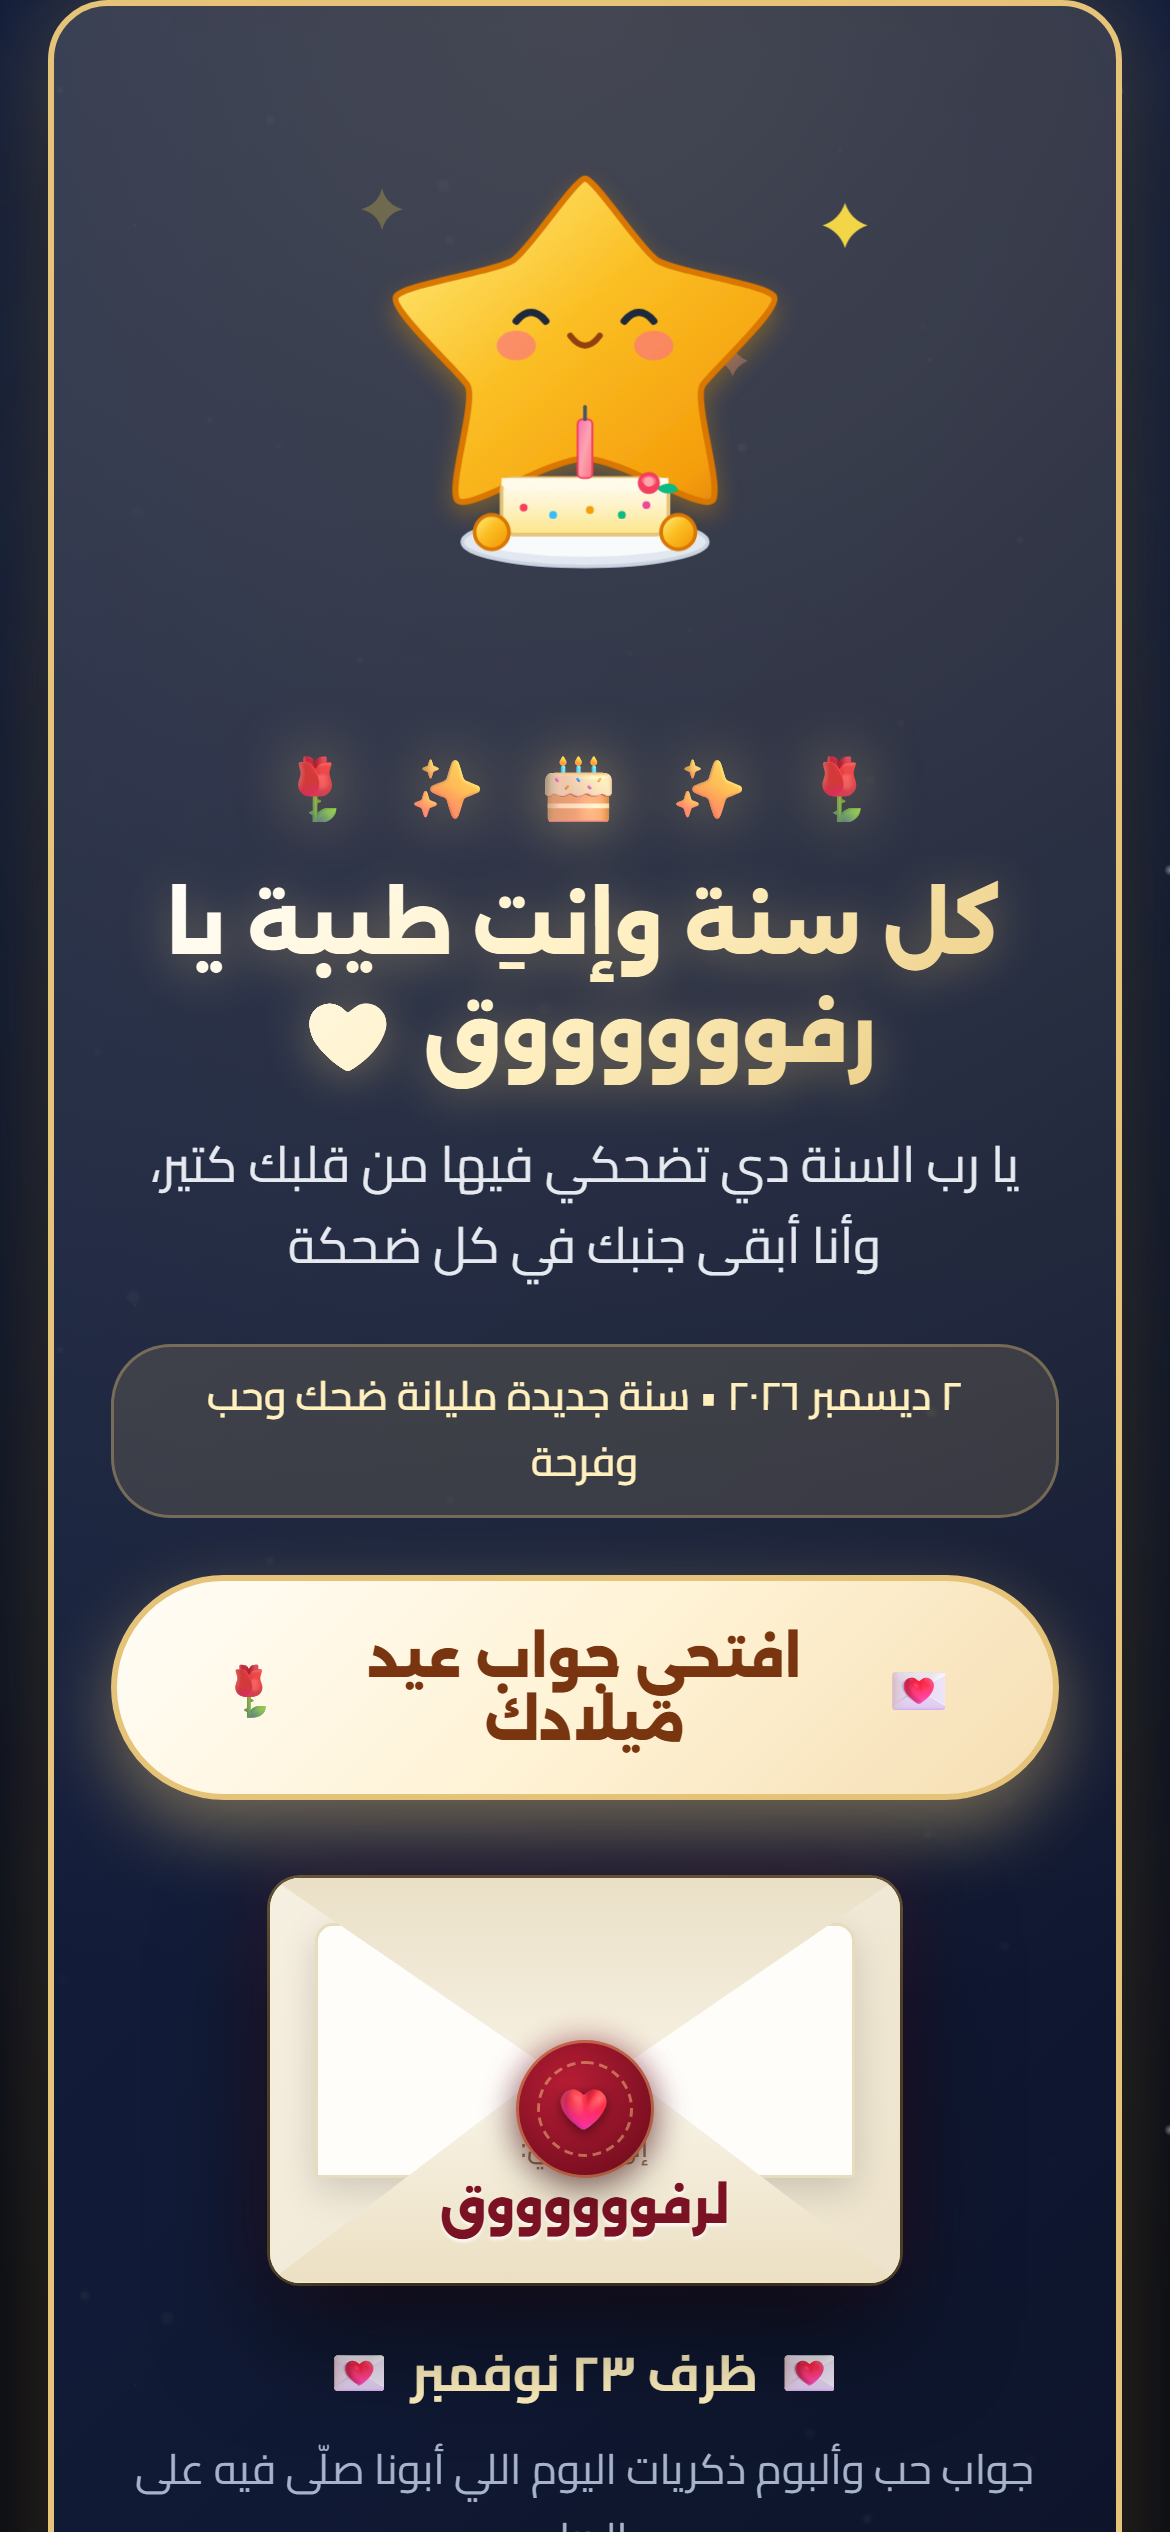 كل سنة وإنتِ طيبة يا
رفووووووق 🤍
يا رب السنة دي تضحكي فيها من قلبك كتير،
وأنا أبقى جنبك في كل ضحكة
٢ ديسمبر ٢٠٢٦ ▪ سنة جديدة مليانة ضحك وحب
وفرحة
افتحي جواب عيد
ميلادك
لرفووووووق
ظرف ٢٣ نوفمبر
جواب حب وألبوم ذكريات اليوم اللي أبونا صلّى فيه على